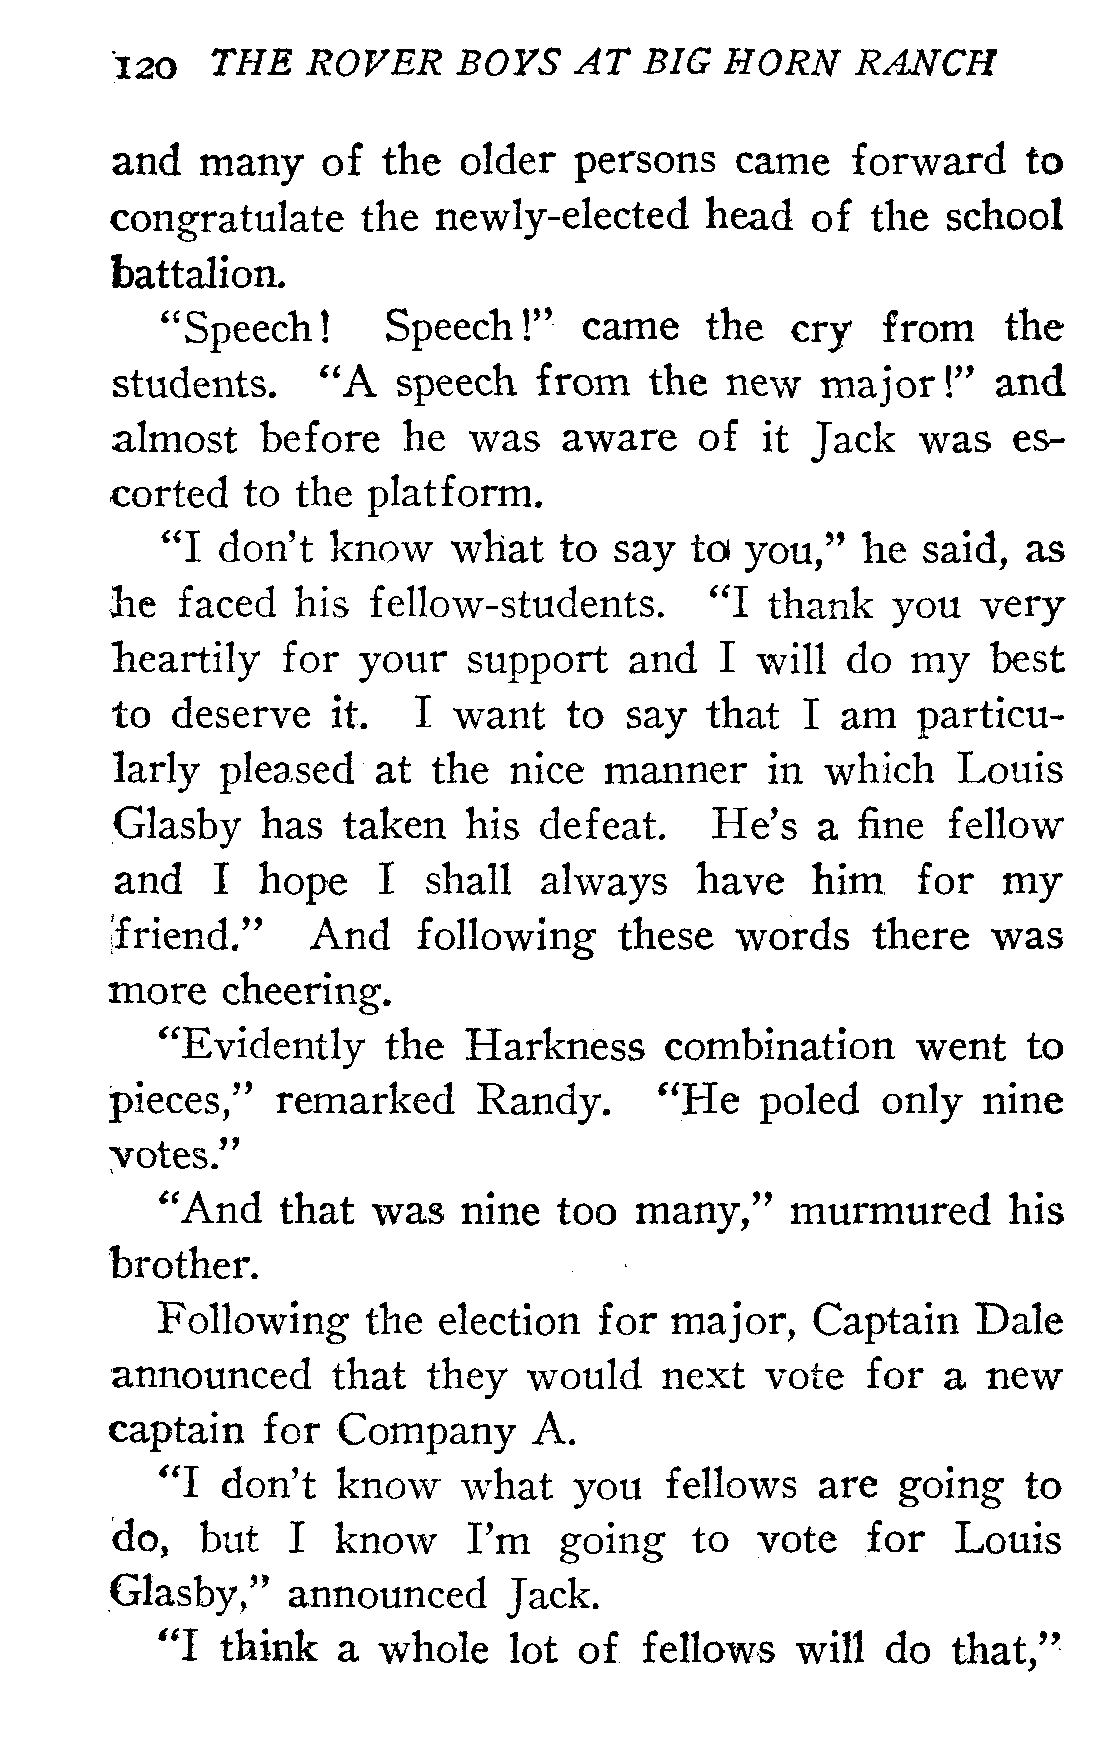 120 THE ROVER BOYS AT BIG HORN RANCH
and many of the older persons came forward to
congratulate the newly-elected head of the school
battalion.
“Speech! Speech!” came the cry from the
students. “A speech from the new major!” and
almost before he was aware of it Jack was es-
corted to the platform.
“I don’t know what to say to you,” he said, as
he faced his fellow-students. “I thank you very
heartily for your support and I will do my best
to deserve it. I want to say that I am particu-
larly pleased at the nice manner in which Louis
Glasby has taken his defeat. He’s a fine fellow
and I hope I shall always have him for my
friend.” And following these words there was
more cheering.
“Evidently the Harkness combination went to
pieces,” remarked Randy. “He poled only nine
votes.”
“And that was nine too many,” murmured his
brother.
Following the election for major, Captain Dale
announced that they would next vote for a new
captain for Company A.
“I don’t know what you fellows are going to
do, but I know I’m going to vote for Louis
Glasby,” announced Jack.
“I think a whole lot of fellows will do that,”